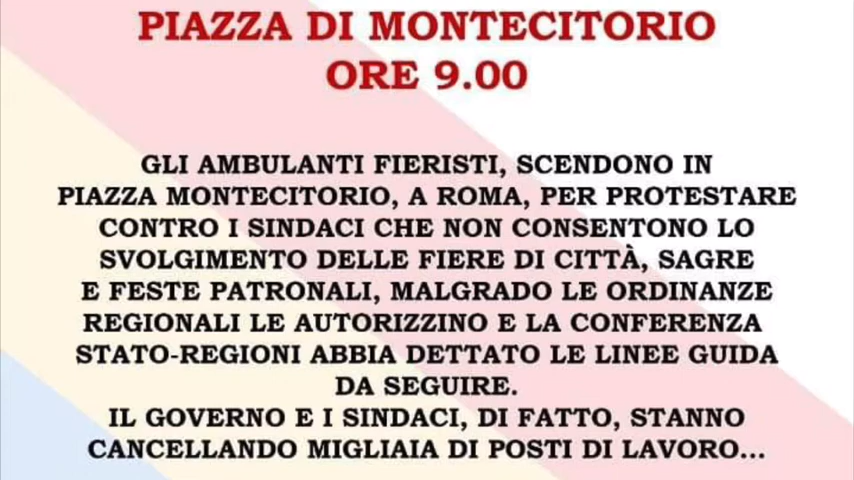 PIAZZA DI MONTECITORIO
ORE 9.00
GLI AMBULANTI FIERISTI, SCENDONO IN
PIAZZA MONTECITORIO, A ROMA, PER PROTESTARE
CONTRO I SINDACI CHE NON CONSENTONO LO
SVOLGIMENTO DELLE FIERE DI CITTÀ, SAGRE
E FESTE PATRONALI, MALGRADO LE ORDINANZE
REGIONALI LE AUTORIZZINO E LA CONFERENZA
STATO-REGIONI ABBIA DETTATO LE LINEE GUIDA
DA SEGUIRE.
IL GOVERNO E I SINDACI, DI FATTO, STANNO
CANCELLANDO MIGLIAIA DI POSTI DI LAVORO...